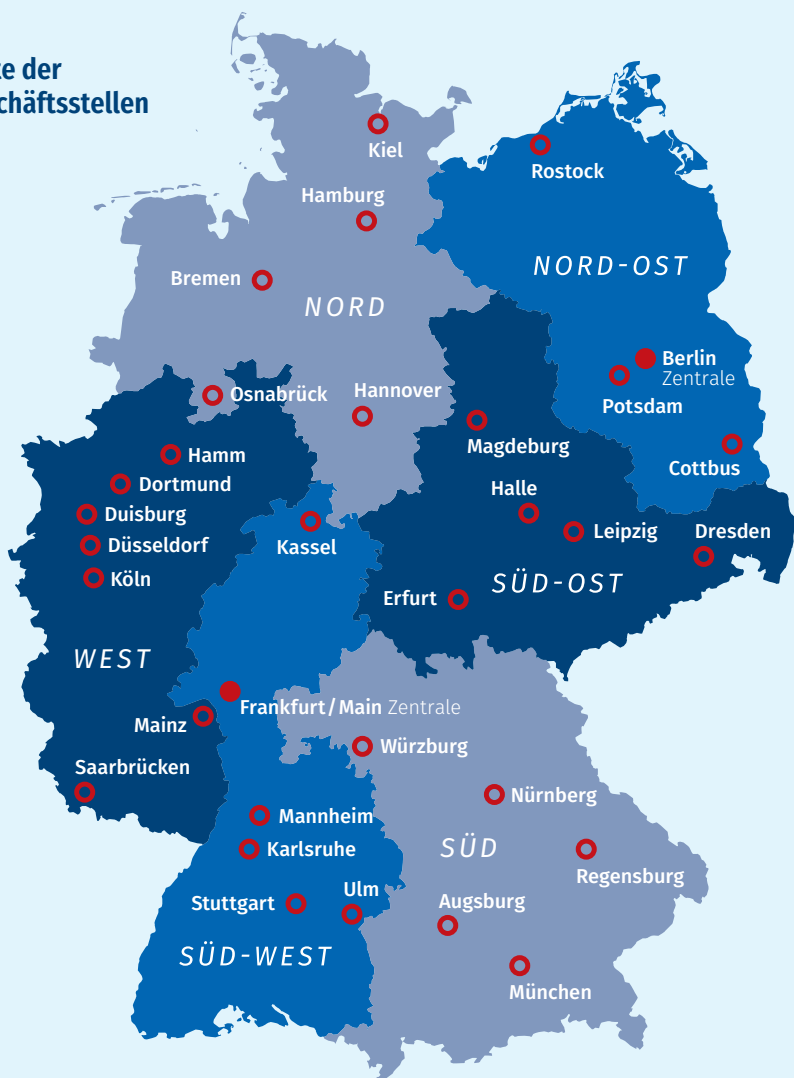 der
Kiel
Rostock
Hamburg
NORD-OST
Bremen
NORD
Berlin
Zentrale
Potsdam
Osnabrück
Hannover
Magdeburg
Cottbus
Hamm
Dortmund
Halle
Duisburg
Leipzig
Dresden
Düsseldorf
Kassel
Köln
SÜD-OST
Erfurt
WEST
Frankfurt/Main Zentrale
Mainz
Würzburg
Saarbrücken
Nürnberg
Mannheim
SÜD
Karlsruhe
Regensburg
Ulm
Stuttgart
Augsburg
SÜD-WEST
München